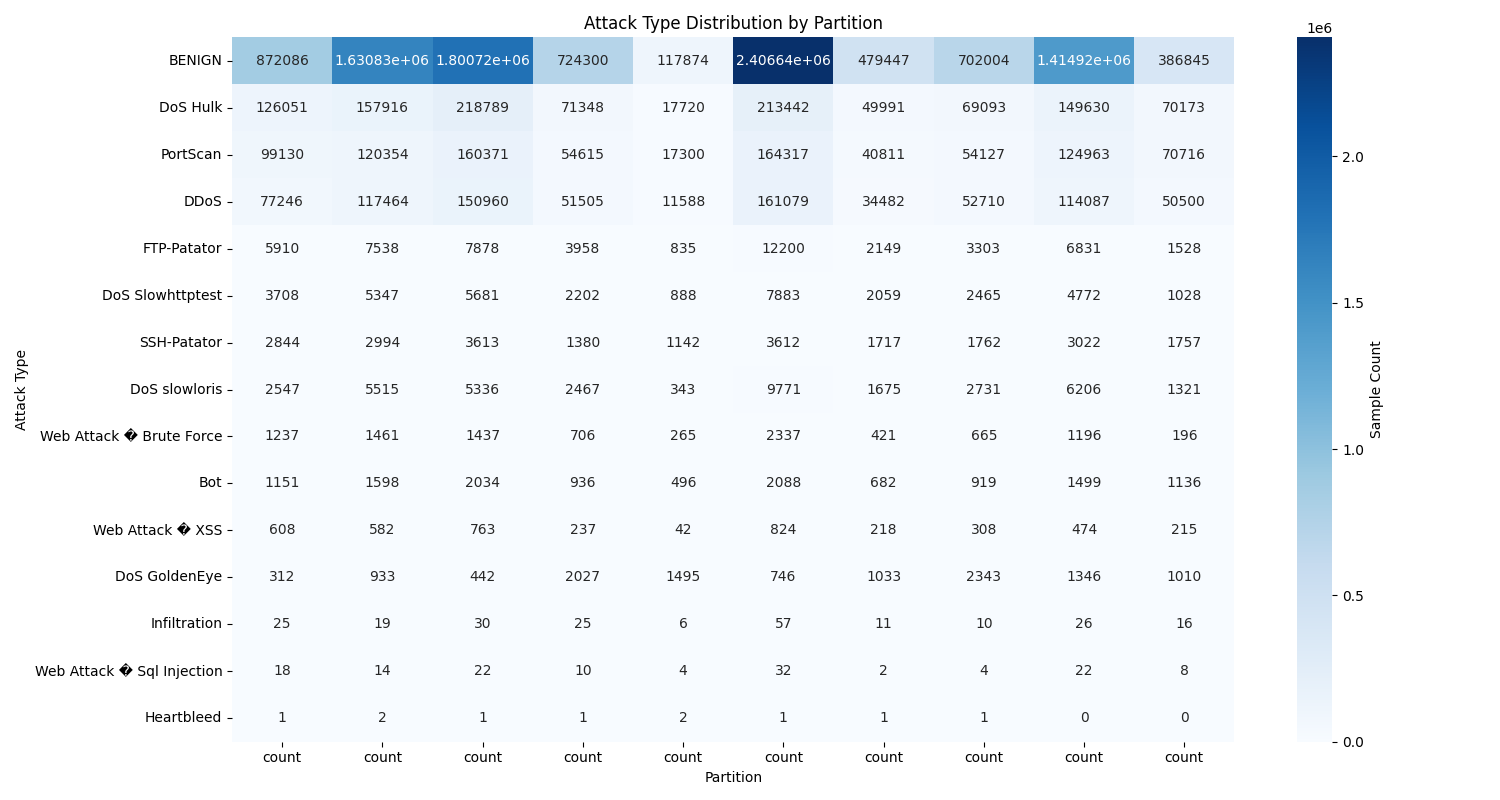 Attack Type Distribution by Partition
1e6
BENIGN 872086 1.63083e+06 1.80072e+06 724300 117874 2.40664e+06 479447 702004 1.41492e+06 386845
DoS Hulk 126051 157916 218789 71348 17720 213442 49991 69093 149630 70173
PortScan 99130 120354 160371 54615 17300 164317 40811 54127 124963 70716
2.0
DDoS 77246 117464 150960 51505 11588 161079 34482 52710 114087 50500
FTP-Patator 5910 7538 7878 3958 835 12200 2149 3303 6831 1528
DoS Slowhttptest 3708 5347 5681 2202 888 7883 2059 2465 4772 1028
1.5
SSH-Patator 2844 2994 3613 1380 1142 3612 1717 1762 3022 1757
DoS slowloris 2547 5515 5336 2467 343 9771 1675 2731 6206 1321
Attack Type
Sample Count
Web Attack � Brute Force 1237 1461 1437 706 265 2337 421 665 1196 196
1.0
Bot 1151 1598 2034 936 496 2088 682 919 1499 1136
Web Attack � XSS 608 582 763 237 42 824 218 308 474 215
DoS GoldenEye 312 933 442 2027 1495 746 1033 2343 1346 1010
0.5
Infiltration 25 19 30 25 6 57 11 10 26 16
Web Attack � Sql Injection 18 14 22 10 4 32 2 4 22 8
Heartbleed 1 2 1 1 2 1 1 1 0 0
0.0
count count count count count count count count count count
Partition